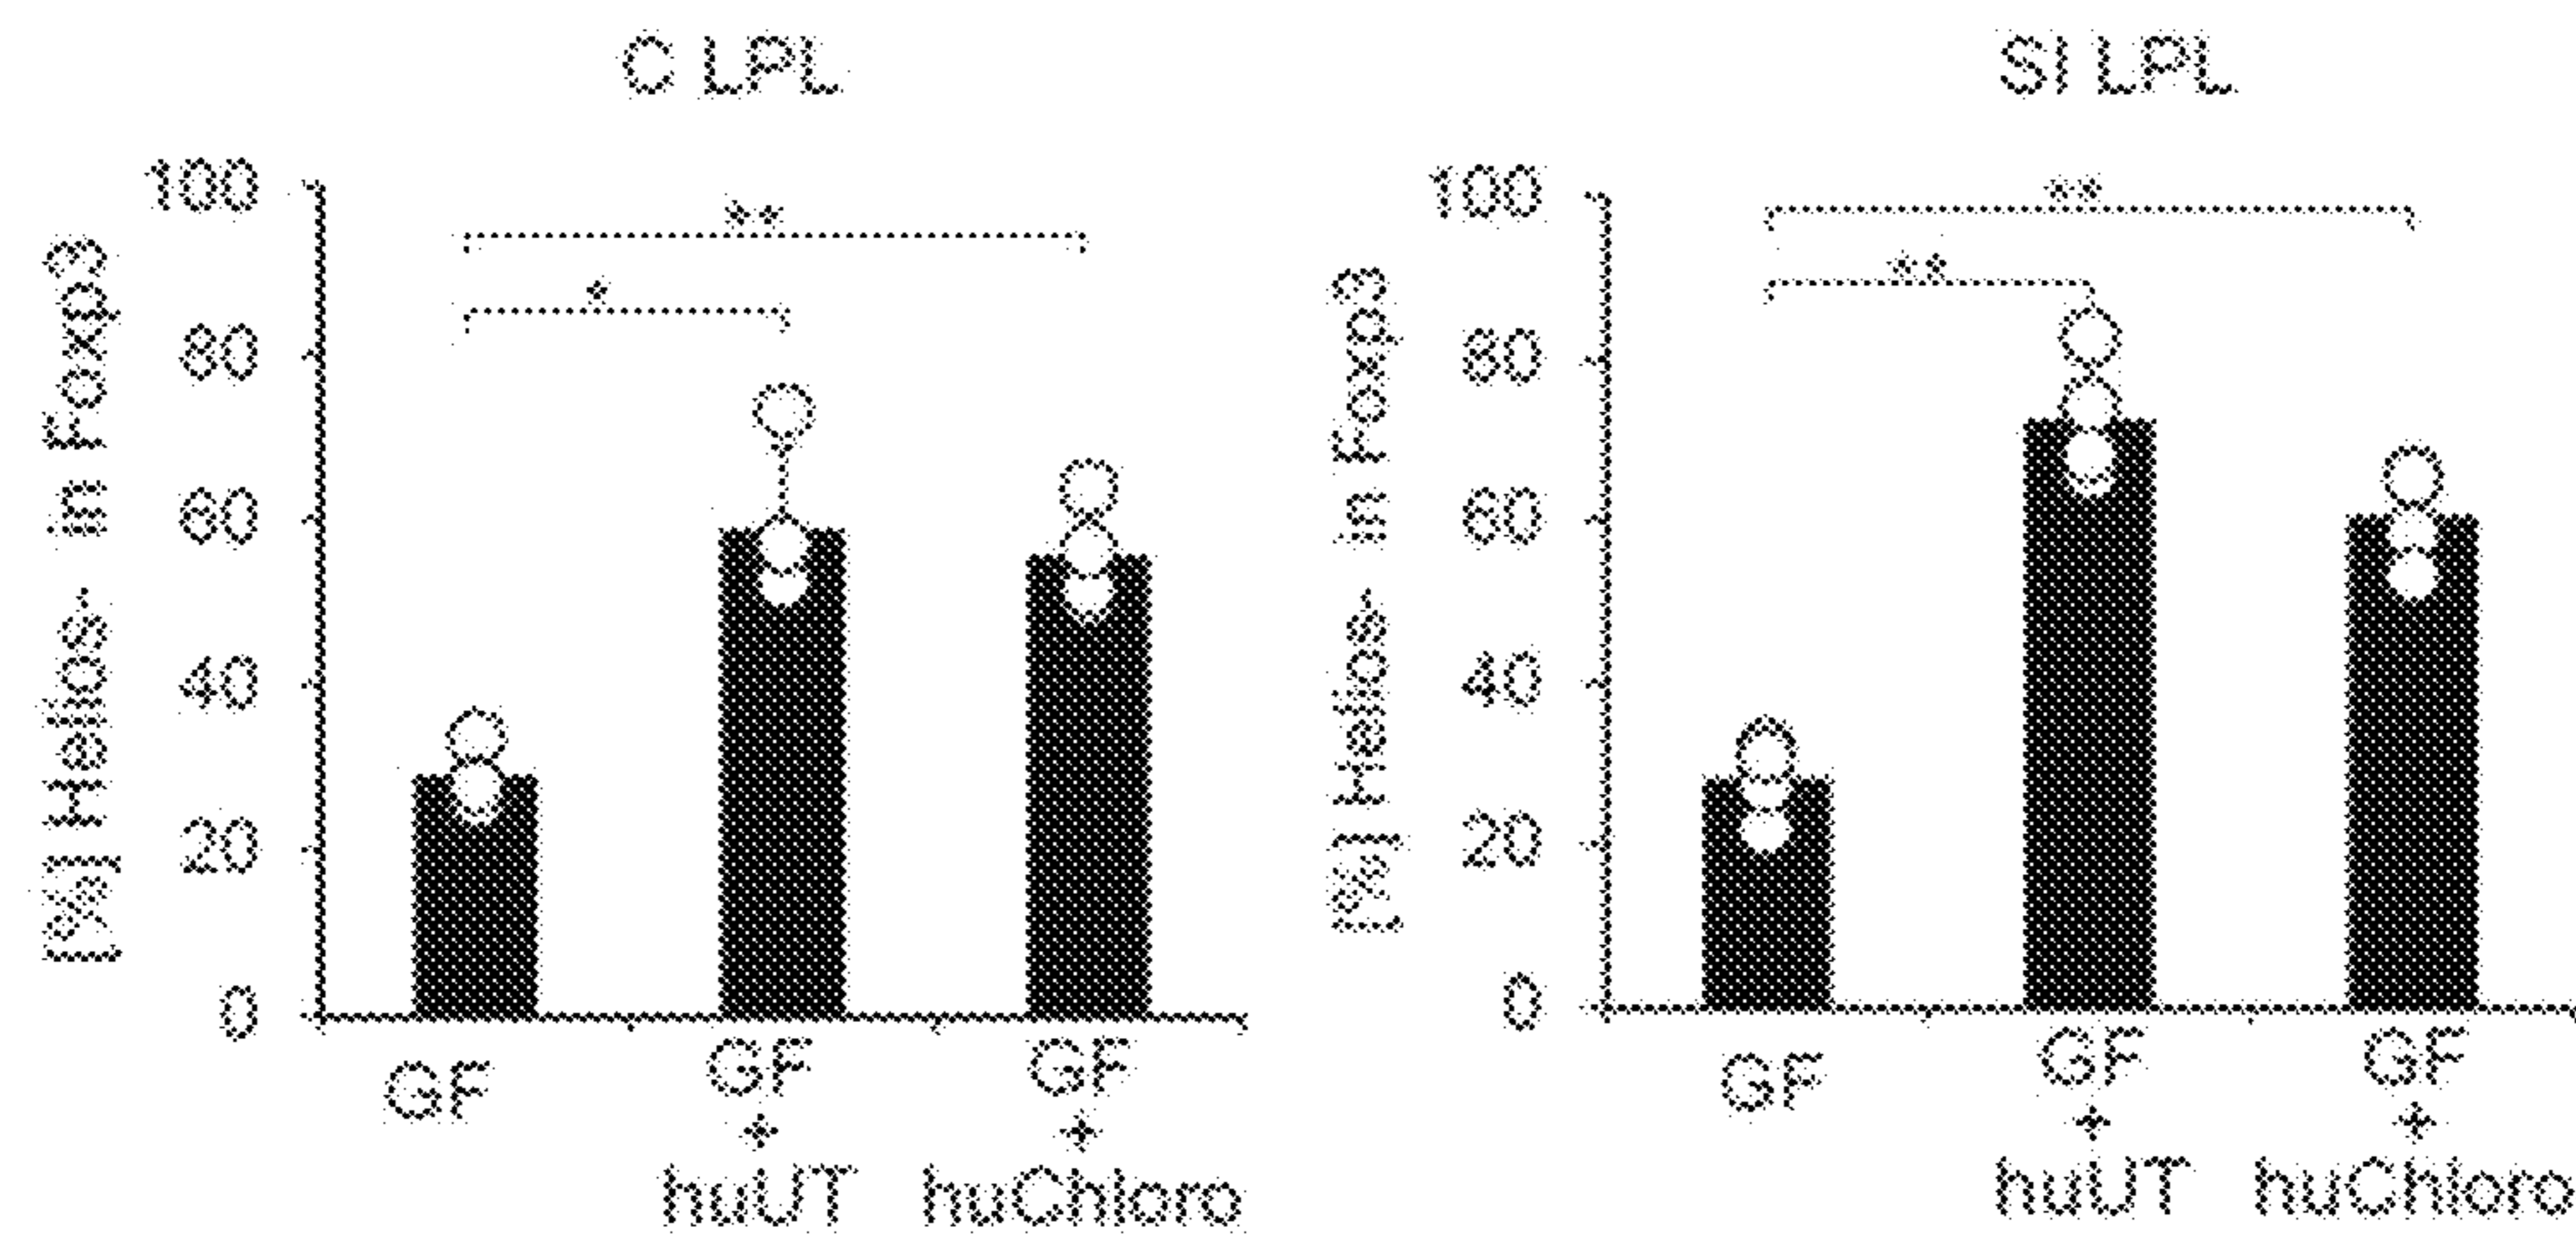 C LPL
[%] Helios- in Foxp3
100
80
60
40
20
0
**
*
GF
GF
+
huUT
GF
+
huChloro
SI LPL
[%] Helios- in Foxp3
100
80
60
40
20
0
**
**
GF
GF
+
huUT
GF
+
huChloro